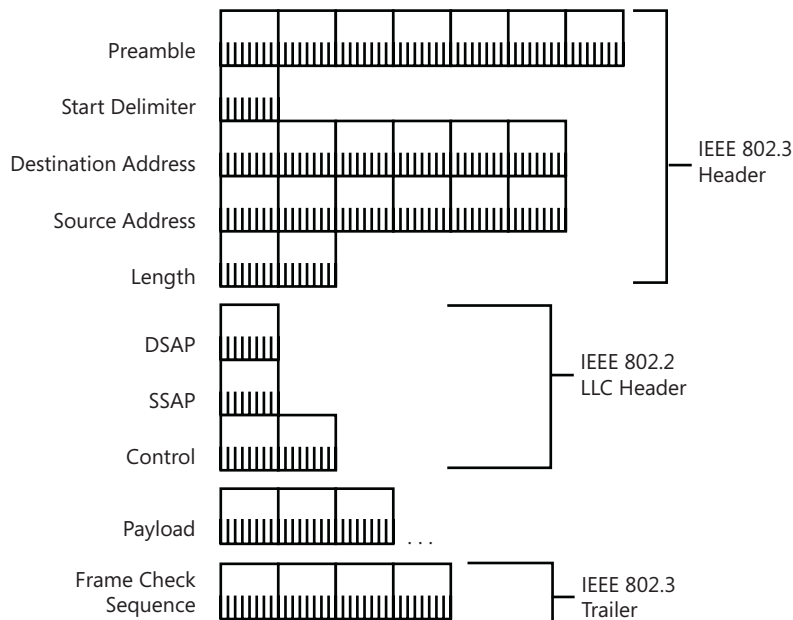 Preamble
Start Delimiter
Destination Address
Source Address
Length
IEEE 802.3
Header
DSAP
SSAP
Control
IEEE 802.2
LLC Header
Payload
. . .
Frame Check
Sequence
IEEE 802.3
Trailer